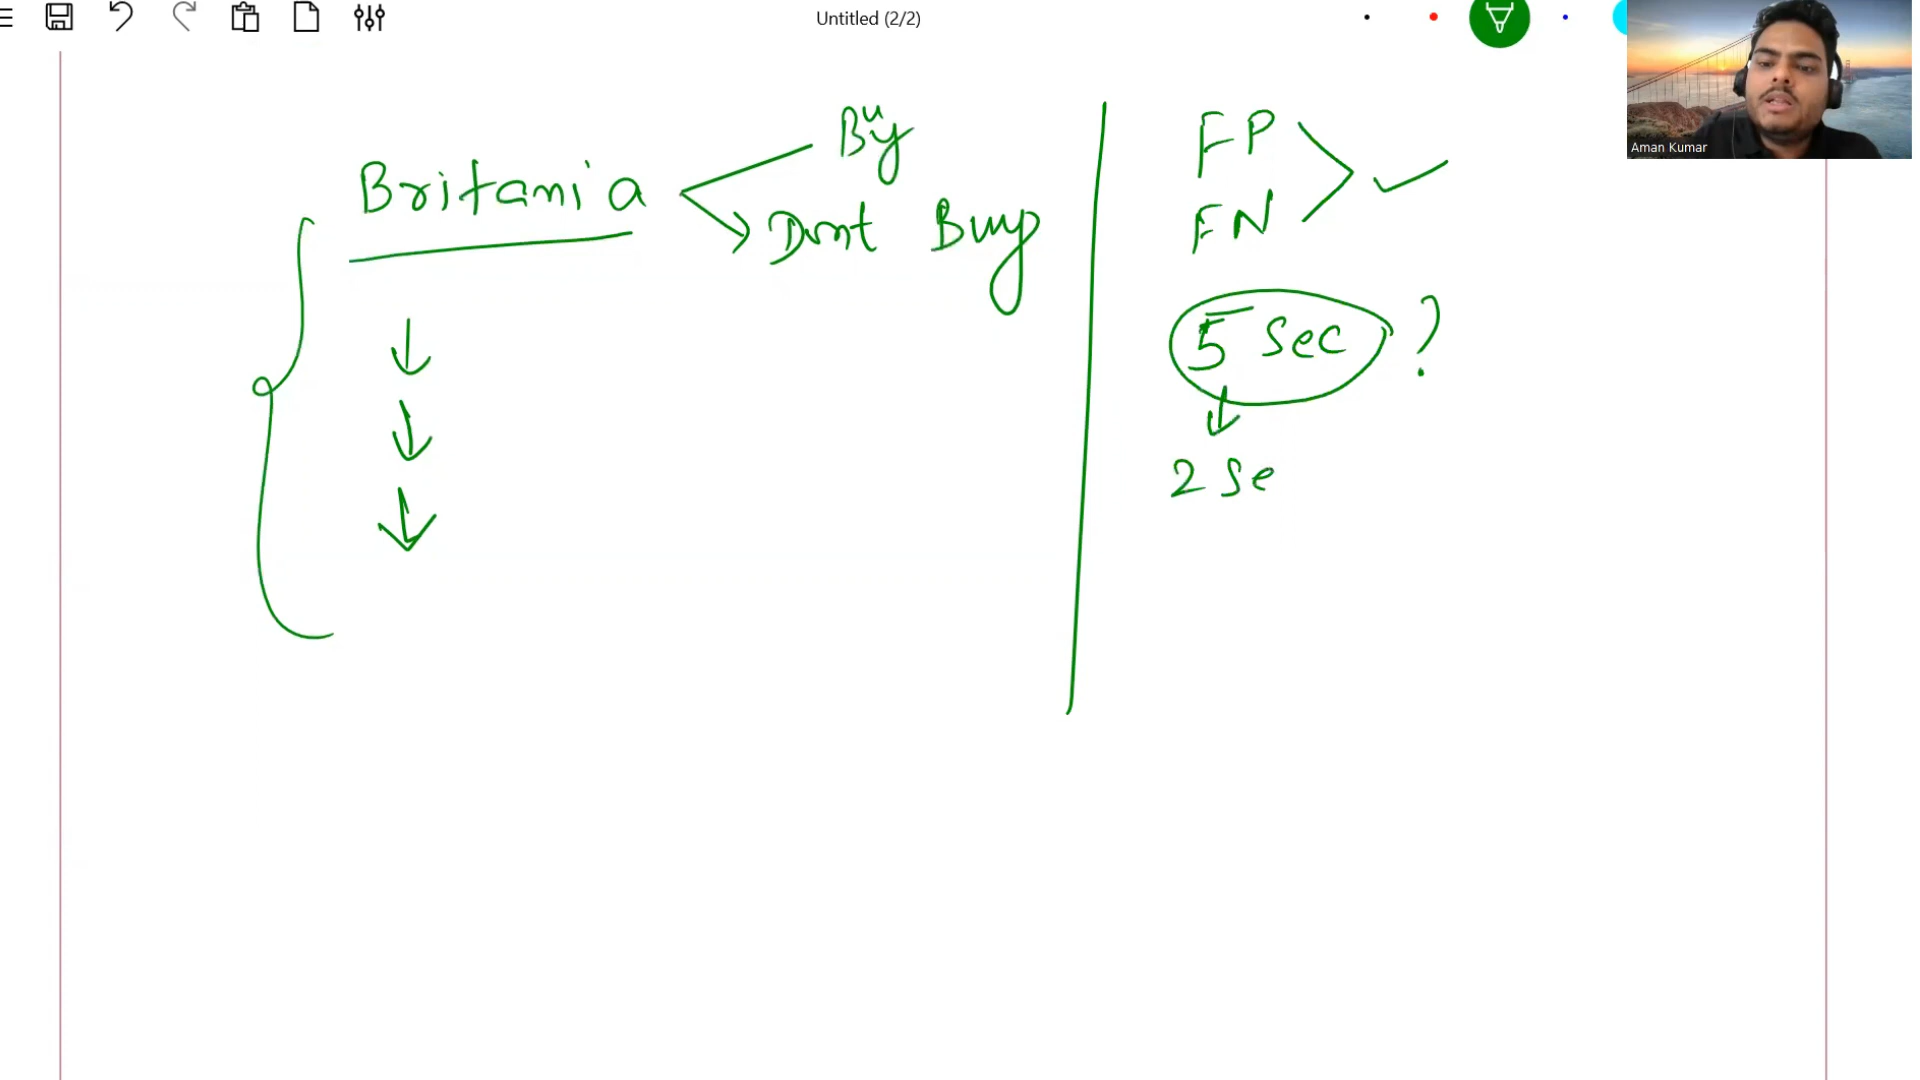 Untitled (2/2)
Aman Kumar
Britania
Buy
Dont Buy
FP
FN
5 Sec ?
2 Se